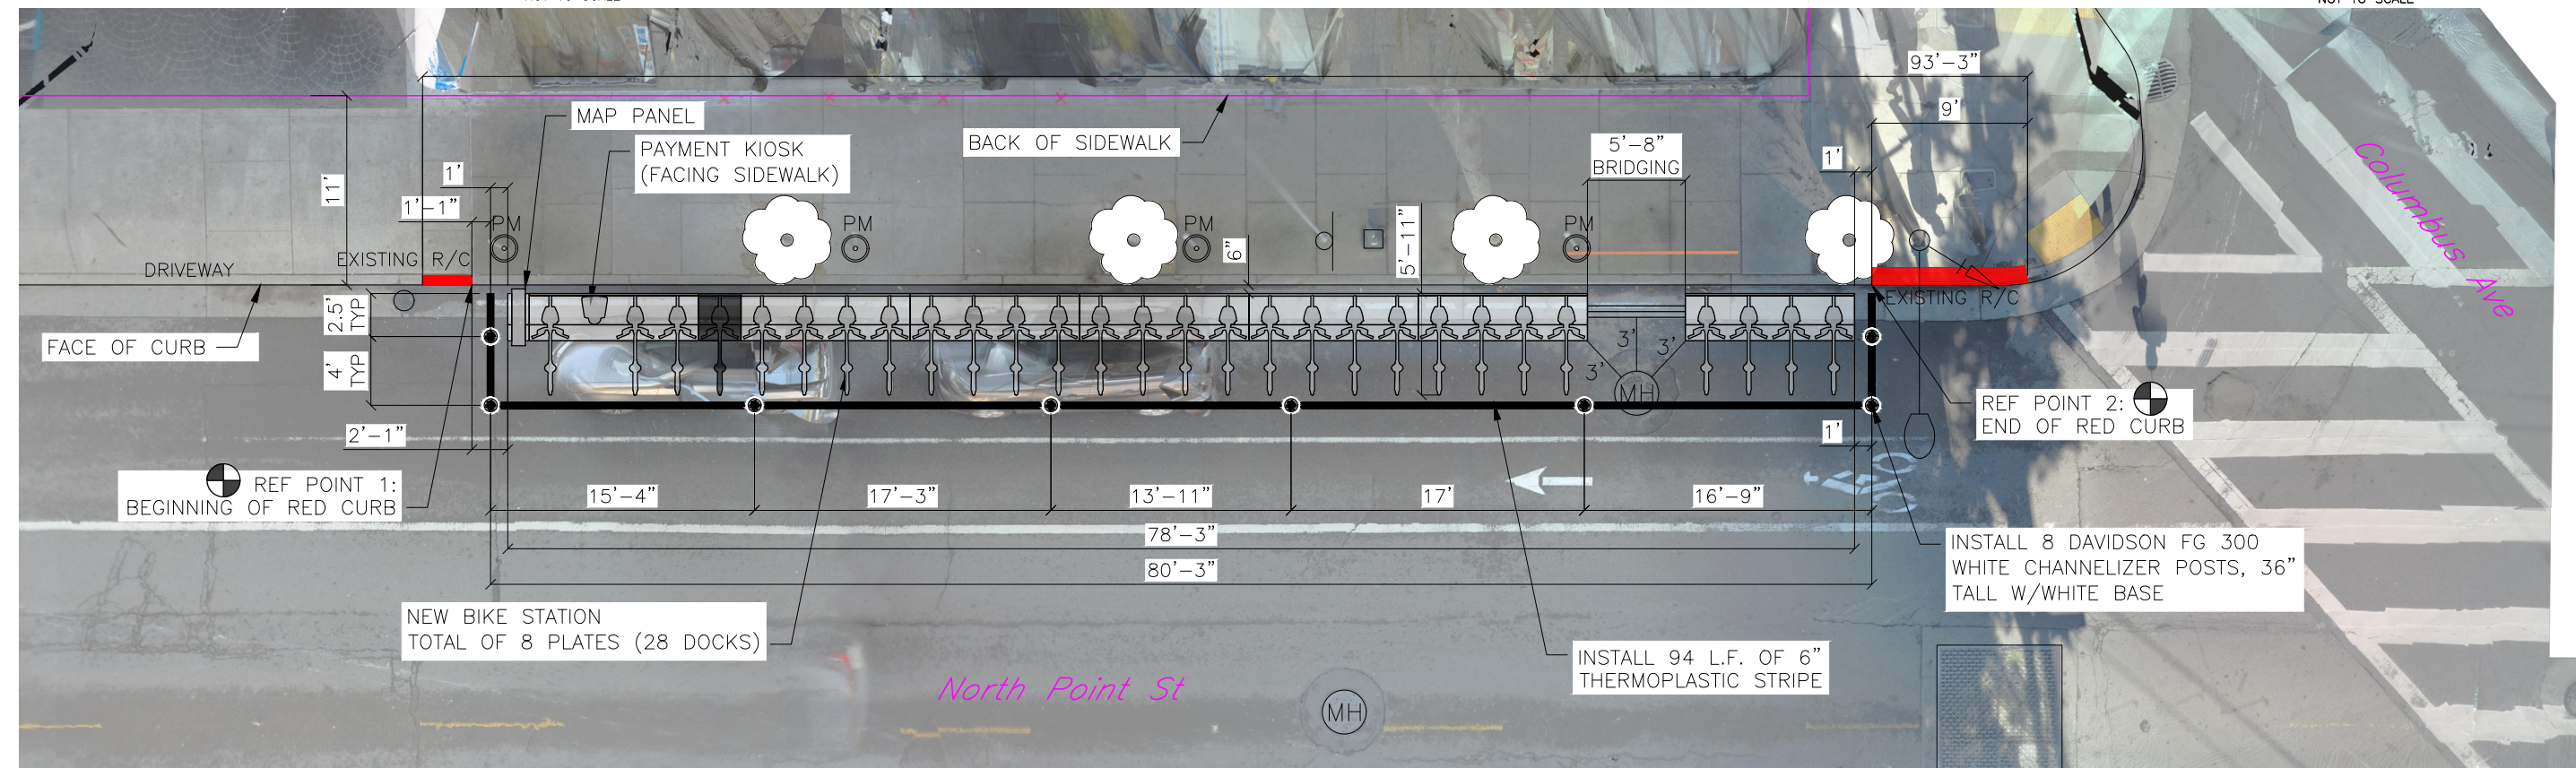 NOT TO SCALE
93'-3"
9'
MAP PANEL
PAYMENT KIOSK
(FACING SIDEWALK)
BACK OF SIDEWALK
5'-8"
BRIDGING
1'
1'
11'
1'-1"
PM
PM
PM
PM
EXISTING R/C
DRIVEWAY
6"
5'-11"
EXISTING R/C
Columbus Ave
2.5'
TYP
FACE OF CURB
4'
TYP
3'
3'
3'
MH
REF POINT 2:
END OF RED CURB
2'-1"
1'
REF POINT 1:
BEGINNING OF RED CURB
15'-4"
17'-3"
13'-11"
17'
16'-9"
78'-3"
80'-3"
INSTALL 8 DAVIDSON FG 300
WHITE CHANNELIZER POSTS, 36"
TALL W/WHITE BASE
NEW BIKE STATION
TOTAL OF 8 PLATES (28 DOCKS)
INSTALL 94 L.F. OF 6"
THERMOPLASTIC STRIPE
North Point St
MH